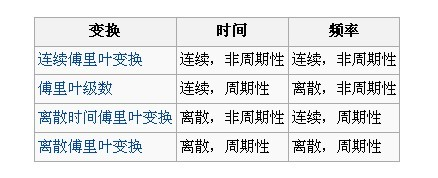 变换 时间 频率
连续傅里叶变换 连续，非周期性 连续，非周期性
傅里叶级数 连续，周期性 离散，非周期性
离散时间傅里叶变换 离散，非周期性 连续，周期性
离散傅里叶变换 离散，周期性 离散，周期性